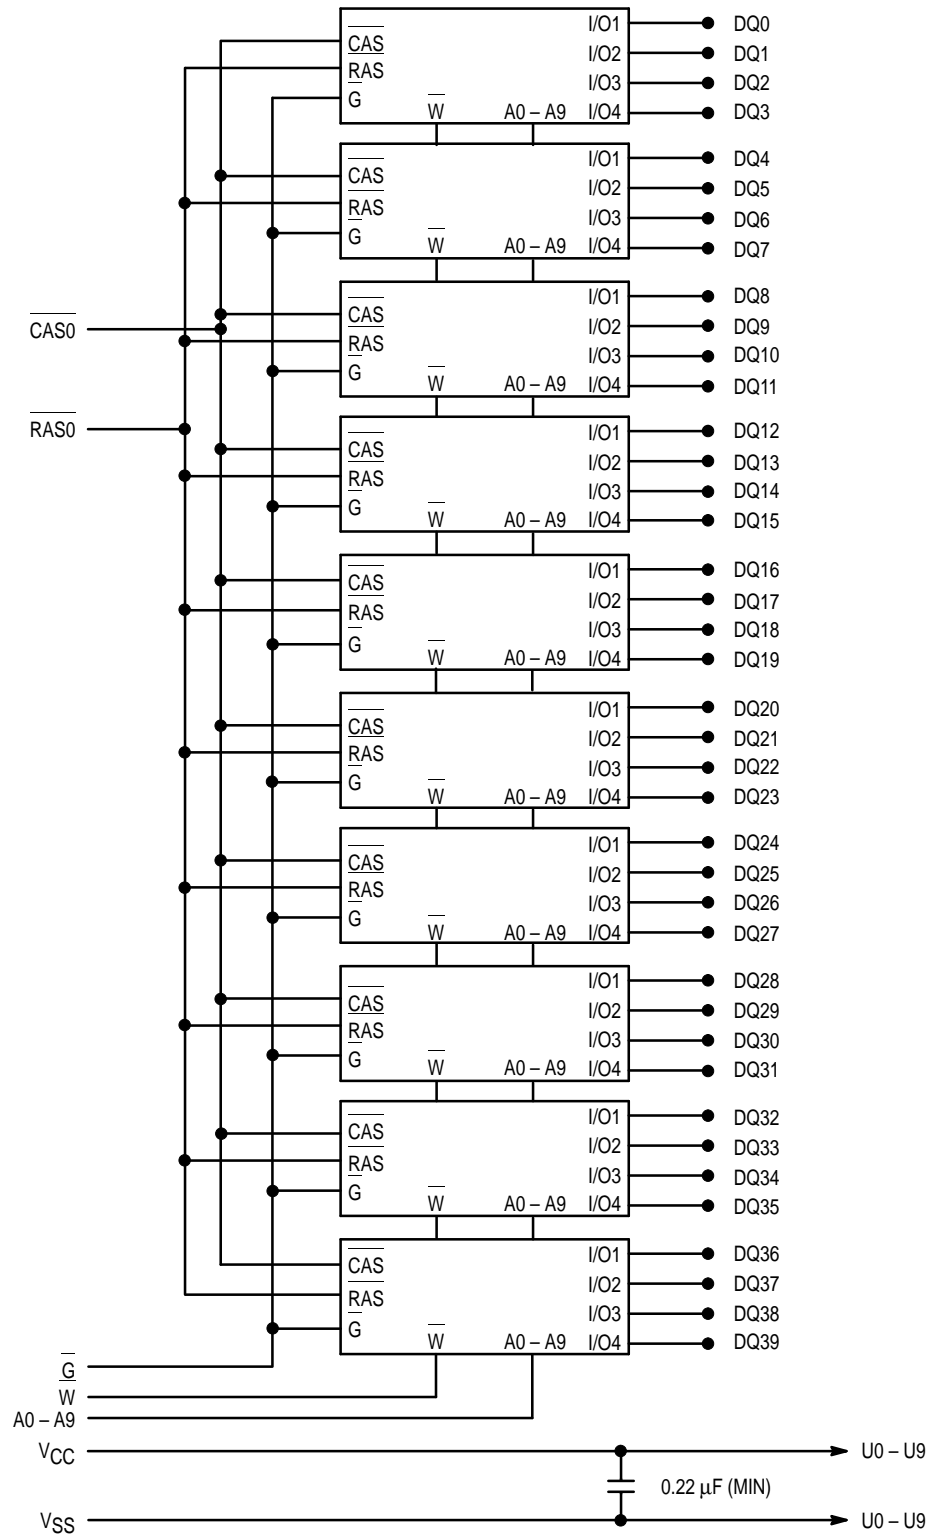 I/O1 DQ0
CAS I/O2 DQ1
RAS I/O3 DQ2
G W A0 – A9 I/O4 DQ3
I/O1 DQ4
CAS I/O2 DQ5
RAS I/O3 DQ6
G W A0 – A9 I/O4 DQ7
I/O1 DQ8
CAS I/O2 DQ9
CAS0
RAS I/O3 DQ10
G W A0 – A9 I/O4 DQ11
RAS0 I/O1 DQ12
CAS I/O2 DQ13
RAS I/O3 DQ14
G W A0 – A9 I/O4 DQ15
I/O1 DQ16
CAS I/O2 DQ17
RAS I/O3 DQ18
G W A0 – A9 I/O4 DQ19
I/O1 DQ20
CAS I/O2 DQ21
RAS I/O3 DQ22
G W A0 – A9 I/O4 DQ23
I/O1 DQ24
CAS I/O2 DQ25
RAS I/O3 DQ26
G W A0 – A9 I/O4 DQ27
I/O1 DQ28
CAS I/O2 DQ29
RAS I/O3 DQ30
G W A0 – A9 I/O4 DQ31
I/O1 DQ32
CAS I/O2 DQ33
RAS I/O3 DQ34
G W A0 – A9 I/O4 DQ35
I/O1 DQ36
CAS I/O2 DQ37
RAS I/O3 DQ38
G W A0 – A9 I/O4 DQ39
G
W
A0 – A9
VCC U0 – U9
0.22 µF (MIN)
VSS U0 – U9